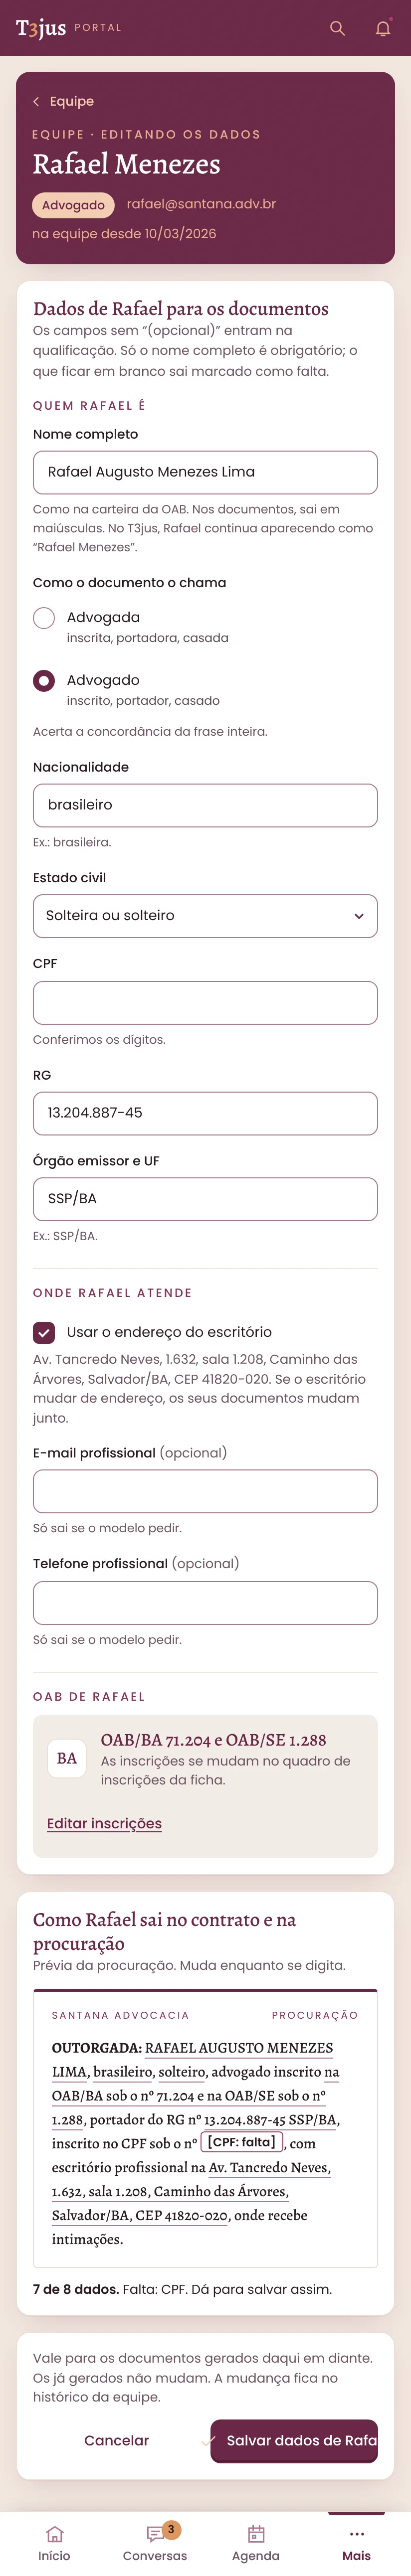 T3jus PORTAL
Equipe
EQUIPE · EDITANDO OS DADOS
Rafael Menezes
Advogado rafael@santana.adv.br
na equipe desde 10/03/2026
Dados de Rafael para os documentos
Os campos sem “(opcional)” entram na
qualificação. Só o nome completo é obrigatório; o
que ficar em branco sai marcado como falta.
QUEM RAFAEL É
Nome completo
Rafael Augusto Menezes Lima
Como na carteira da OAB. Nos documentos, sai em
maiúsculas. No T3jus, Rafael continua aparecendo como
“Rafael Menezes”.
Como o documento o chama
Advogada
inscrita, portadora, casada
Advogado
inscrito, portador, casado
Acerta a concordância da frase inteira.
Nacionalidade
brasileiro
Ex.: brasileira.
Estado civil
Solteira ou solteiro
CPF
Conferimos os dígitos.
RG
13.204.887-45
Órgão emissor e UF
SSP/BA
Ex.: SSP/BA.
ONDE RAFAEL ATENDE
Usar o endereço do escritório
Av. Tancredo Neves, 1.632, sala 1.208, Caminho das
Árvores, Salvador/BA, CEP 41820-020. Se o escritório
mudar de endereço, os seus documentos mudam
junto.
E-mail profissional (opcional)
Só sai se o modelo pedir.
Telefone profissional (opcional)
Só sai se o modelo pedir.
OAB DE RAFAEL
BA
OAB/BA 71.204 e OAB/SE 1.288
As inscrições se mudam no quadro de
inscrições da ficha.
Editar inscrições
Como Rafael sai no contrato e na
procuração
Prévia da procuração. Muda enquanto se digita.
SANTANA ADVOCACIA PROCURAÇÃO
OUTORGADA: RAFAEL AUGUSTO MENEZES
LIMA, brasileiro, solteiro, advogado inscrito na
OAB/BA sob o nº 71.204 e na OAB/SE sob o nº
1.288, portador do RG nº 13.204.887-45 SSP/BA,
inscrito no CPF sob o nº [CPF: falta], com
escritório profissional na Av. Tancredo Neves,
1.632, sala 1.208, Caminho das Árvores,
Salvador/BA, CEP 41820-020, onde recebe
intimações.
7 de 8 dados. Falta: CPF. Dá para salvar assim.
Vale para os documentos gerados daqui em diante.
Os já gerados não mudam. A mudança fica no
histórico da equipe.
Cancelar Salvar dados de Rafa
3
Início Conversas Agenda Mais